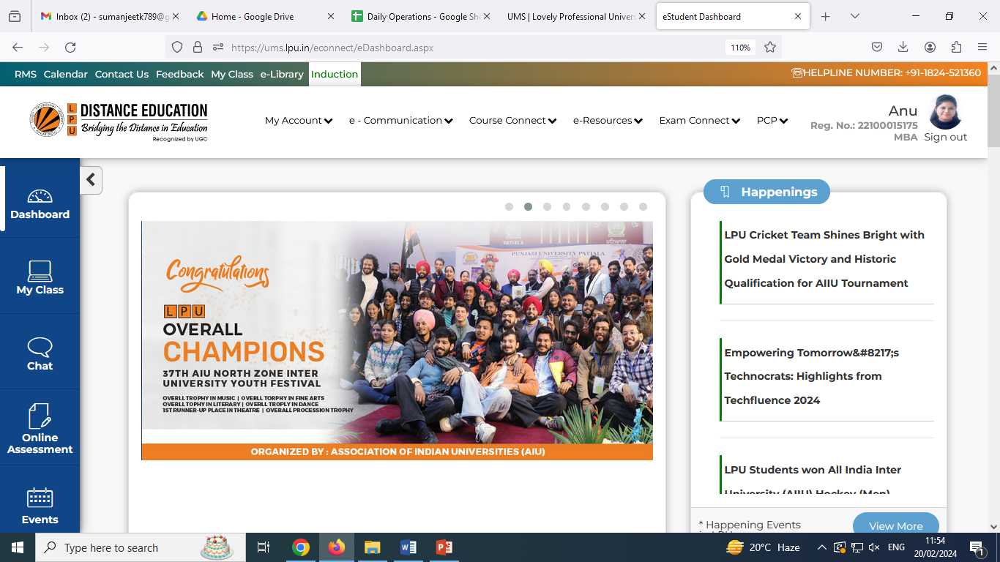 Inbox (2) - sumanjeetk789@g
Home - Google Drive
Daily Operations - Google She
UMS | Lovely Professional Univers
eStudent Dashboard
https://ums.lpu.in/econnect/eDashboard.aspx
110%
RMS Calendar Contact Us Feedback My Class e-Library Induction
HELPLINE NUMBER: +91-1824-521360
LPU
DISTANCE EDUCATION
Bridging the Distance in Education
Recognized by UGC
My Account e - Communication Course Connect e-Resources Exam Connect PCP
Anu
Reg. No.: 22100015175
MBA
Sign out
Dashboard
My Class
Chat
Online
Assessment
Events
Congratulations
LPU
OVERALL
CHAMPIONS
37TH AIU NORTH ZONE INTER
UNIVERSITY YOUTH FESTIVAL
OVERLL TROPHY IN MUSIC | OVERLL TORPHY IN FINE ARTS
OVERLL TOPHY IN LITERARY | OVERLL TROPLY IN DANCE
1ST RUNNER-UP PLACE IN THEATRE | OVERALL PROCESSION TROPHY
PATIALA
PUNJABI UNIVERSITY PATIALA
ORGANIZED BY : ASSOCIATION OF INDIAN UNIVERSITIES (AIU)
Happenings
LPU Cricket Team Shines Bright with
Gold Medal Victory and Historic
Qualification for AIIU Tournament
Empowering Tomorrow&#8217;s
Technocrats: Highlights from
Techfluence 2024
LPU Students won All India Inter
University (AIIU) Hockey (Men)
* Happening Events
in LPU
View More
Type here to search
20°C Haze
ENG
11:54
20/02/2024
1